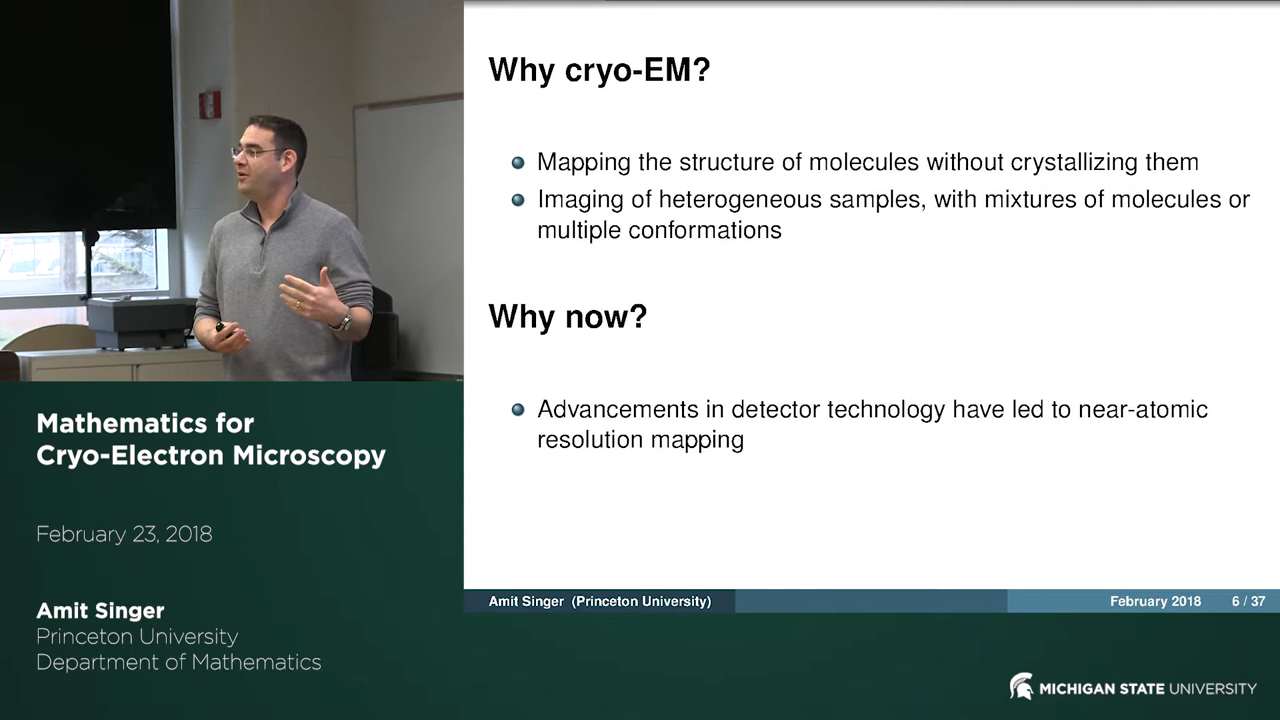 Why cryo-EM?
Mapping the structure of molecules without crystallizing them
Imaging of heterogeneous samples, with mixtures of molecules or
multiple conformations
Why now?
Advancements in detector technology have led to near-atomic
resolution mapping
Amit Singer (Princeton University)
February 2018
6 / 37
Mathematics for
Cryo-Electron Microscopy
February 23, 2018
Amit Singer
Princeton University
Department of Mathematics
MICHIGAN STATE UNIVERSITY